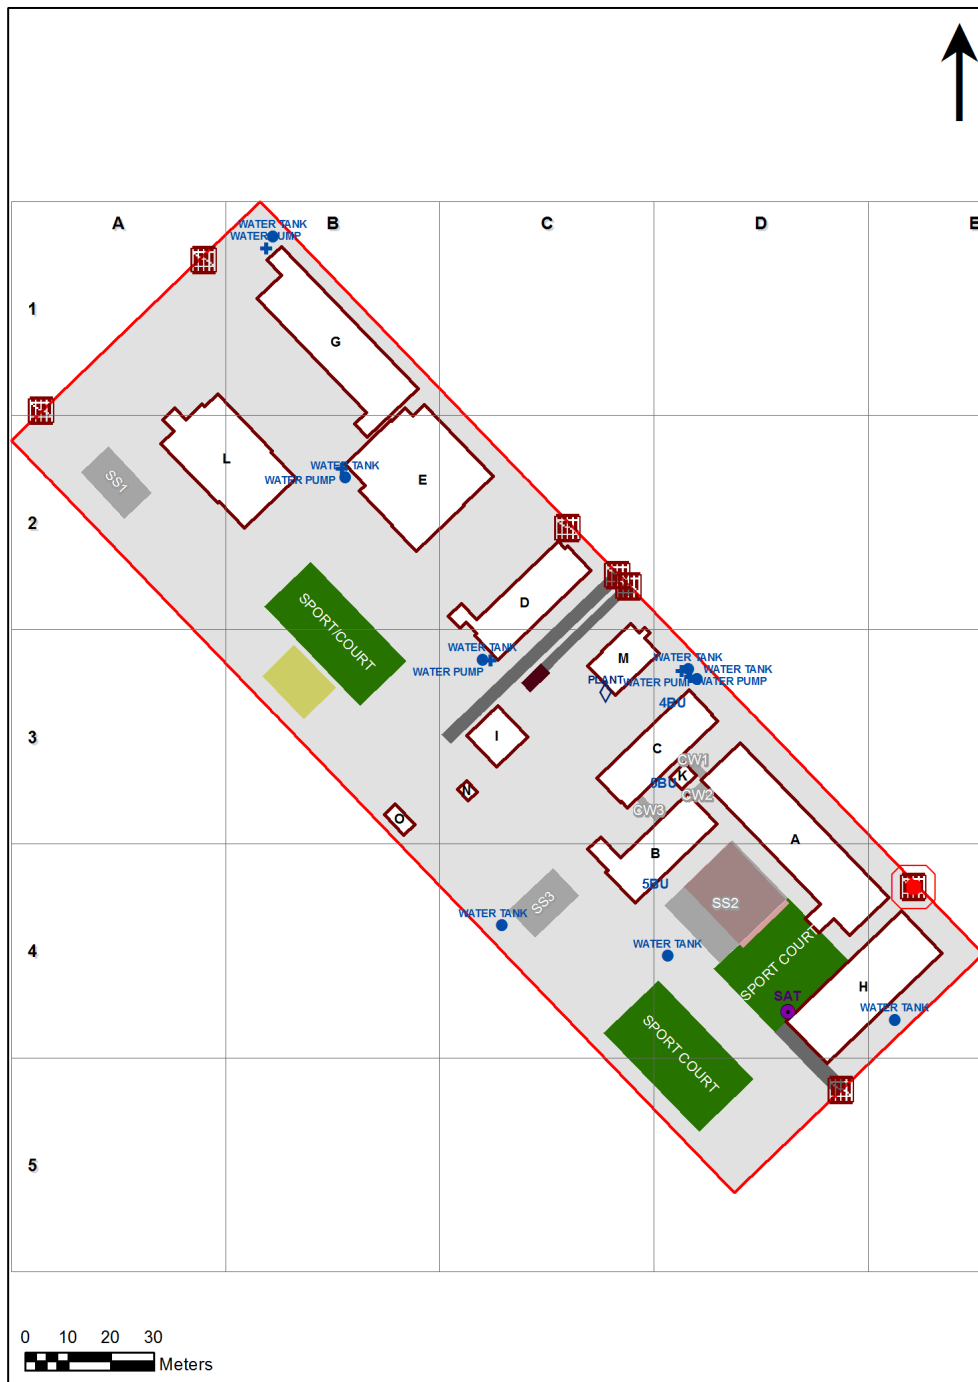 A
B
C
D
E
WATER TANK
WATER PUMP
1
G
L
WATER TANK
WATER PUMP
E
SS1
2
D
SPORT/COURT
WATER TANK
WATER PUMP
M
WATER TANK
WATER TANK
WATER PUMP
WATER PUMP
PLANT
4BU
3
I
C
CW1
K
CW2
N
CW3
O
A
B
5BU
SS2
SS3
WATER TANK
WATER TANK
4
SPORT COURT
H
SAT
WATER TANK
SPORT COURT
5
0 10 20 30
Meters